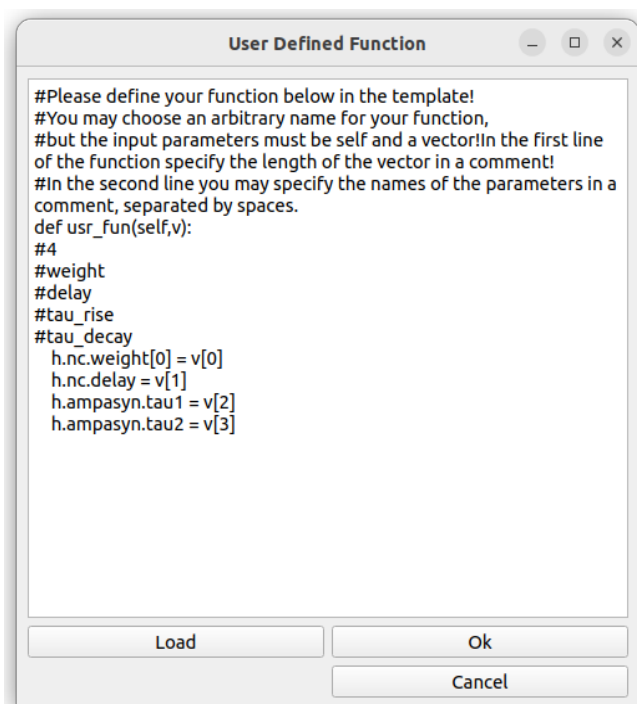 User Defined Function
#Please define your function below in the template!
#You may choose an arbitrary name for your function,
#but the input parameters must be self and a vector!In the first line
of the function specify the length of the vector in a comment!
#In the second line you may specify the names of the parameters in a
comment, separated by spaces.
def usr_fun(self,v):
#4
#weight
#delay
#tau_rise
#tau_decay
   h.nc.weight[0] = v[0]
   h.nc.delay = v[1]
   h.ampasyn.tau1 = v[2]
   h.ampasyn.tau2 = v[3]
Load
Ok
Cancel